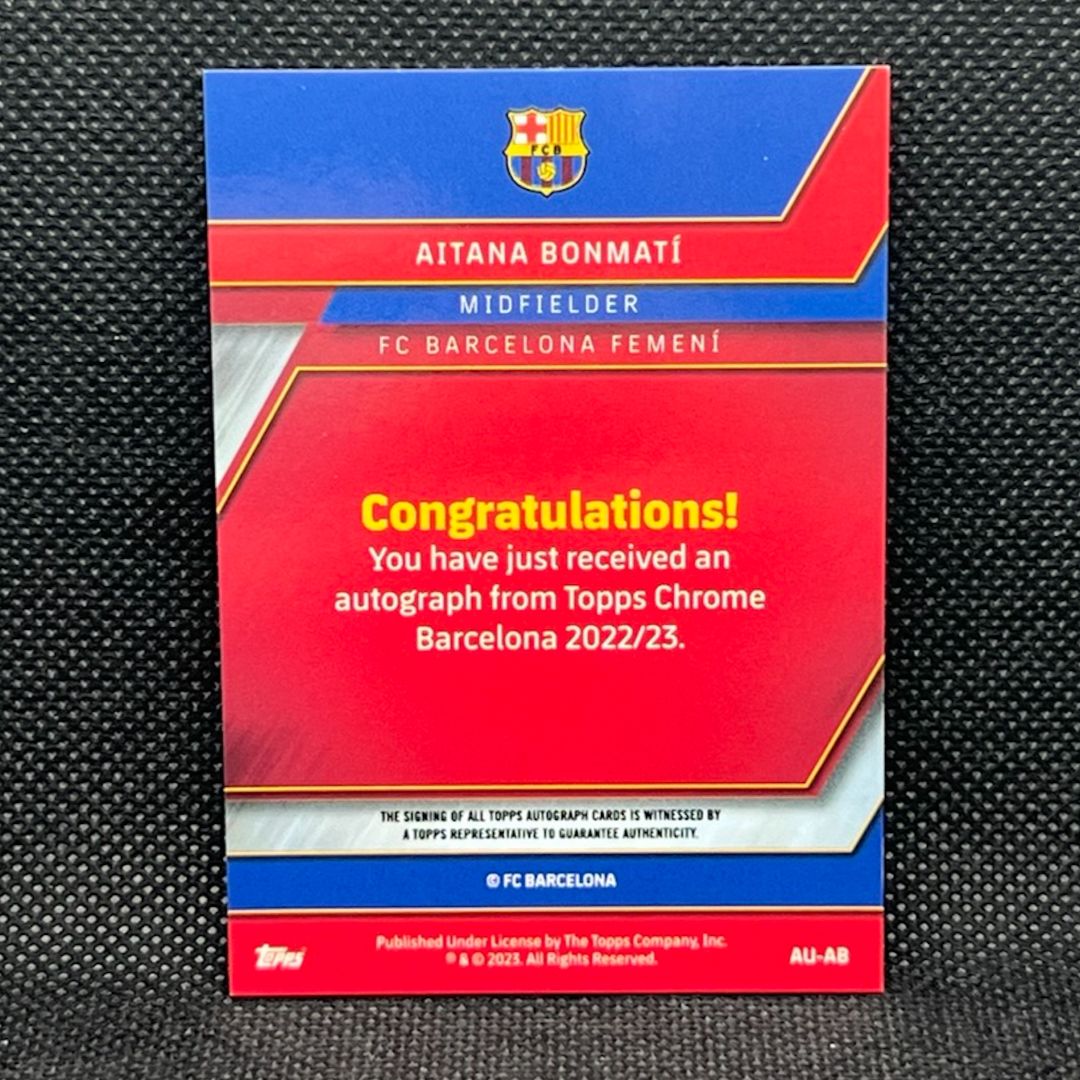 FCB
AITANA BONMATÍ
MIDFIELDER
FC BARCELONA FEMENÍ
Congratulations!
You have just received an
autograph from Topps Chrome
Barcelona 2022/23.
THE SIGNING OF ALL TOPPS AUTOGRAPH CARDS IS WITNESSED BY
A TOPPS REPRESENTATIVE TO GUARANTEE AUTHENTICITY.
© FC BARCELONA
Published Under License by The Topps Company, Inc.
® & © 2023. All Rights Reserved.
Topps
AU-AB